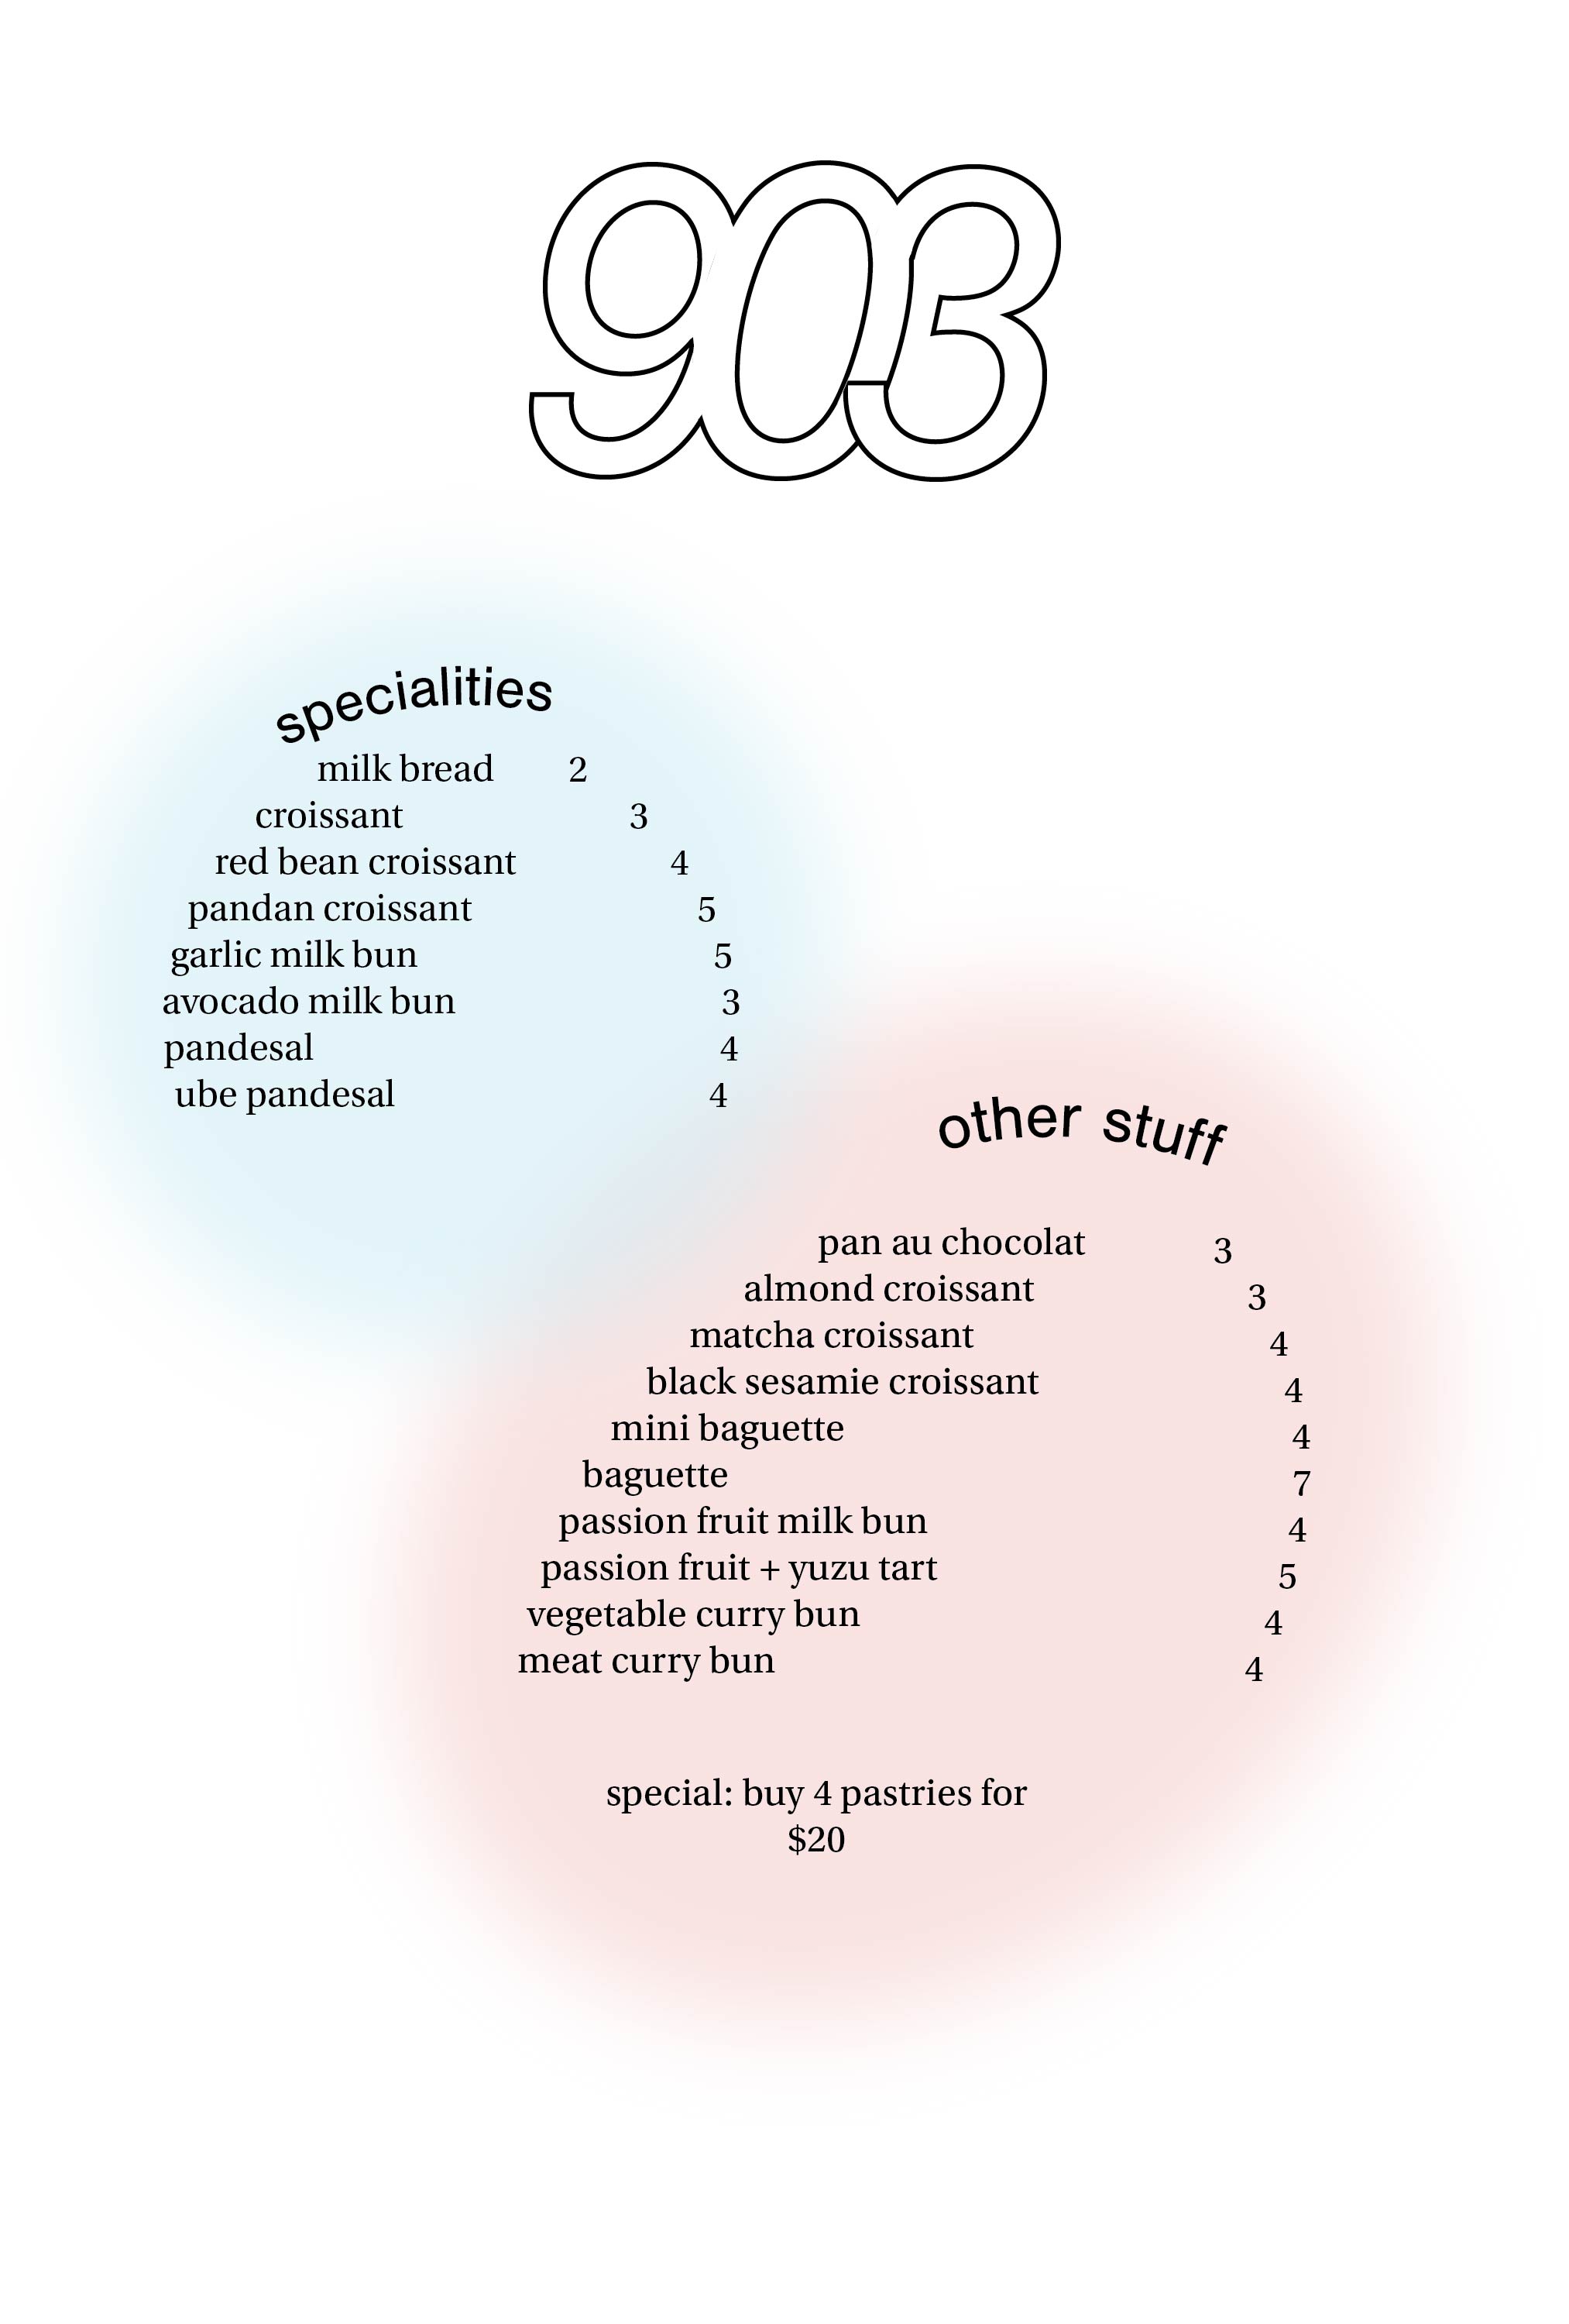 903
specialities
milk bread 2
croissant 3
red bean croissant 4
pandan croissant 5
garlic milk bun 5
avocado milk bun 3
pandesal 4
ube pandesal 4
other stuff
pan au chocolat 3
almond croissant 3
matcha croissant 4
black sesamie croissant 4
mini baguette 4
baguette 7
passion fruit milk bun 4
passion fruit + yuzu tart 5
vegetable curry bun 4
meat curry bun 4
special: buy 4 pastries for
$20